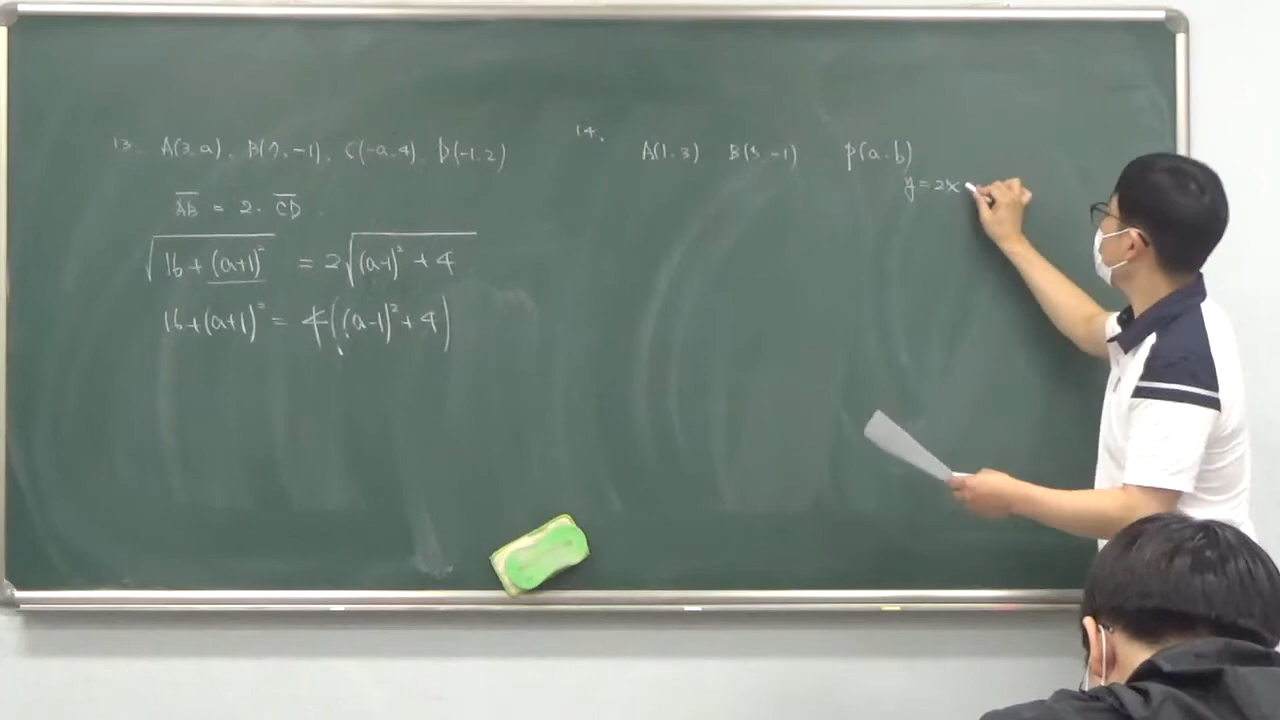 13. A(3, a), B(7, -1), C(-a, 4), D(-1, 2)
AB = 2. CD.
√16 + (a+1)² = 2√(a-1)² + 4
16 + (a+1)² = 4((a-1)² + 4)
14.
A(1, 3) B(3, -1) P(a, b)
y = 2x